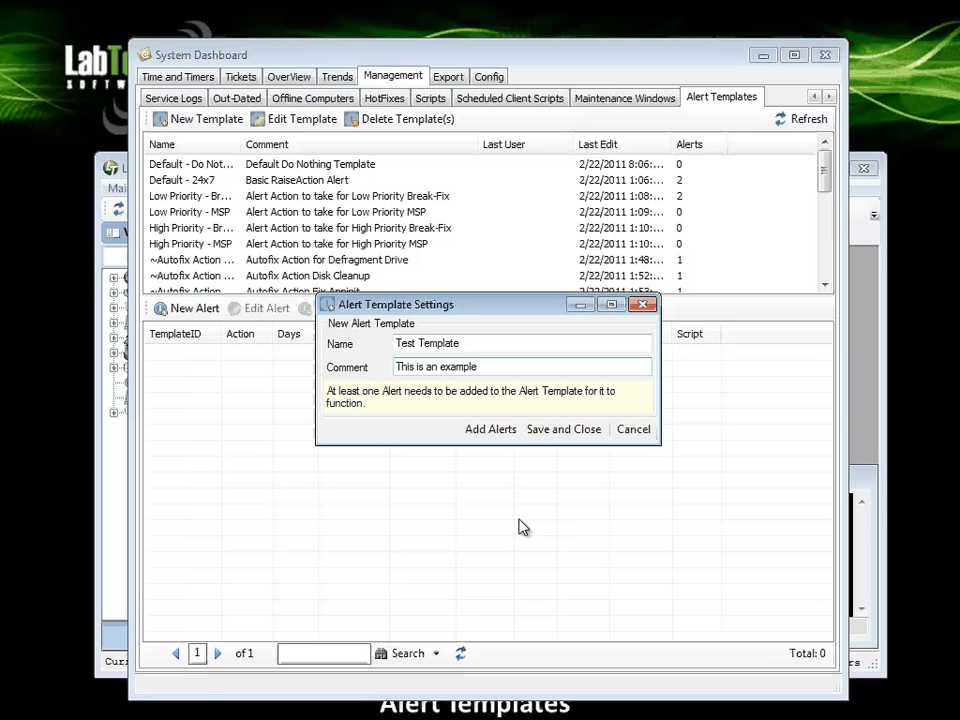 LabT
SOFTW
System Dashboard
Time and Timers Tickets OverView Trends Management Export Config
Service Logs Out-Dated Offline Computers HotFixes Scripts Scheduled Client Scripts Maintenance Windows Alert Templates
New Template Edit Template Delete Template(s) Refresh
Name Comment Last User Last Edit Alerts
Default - Do Not... Default Do Nothing Template 2/22/2011 8:06:... 0
Default - 24x7 Basic RaiseAction Alert 2/22/2011 1:06:... 2
Low Priority - Br... Alert Action to take for Low Priority Break-Fix 2/22/2011 1:08:... 2
Low Priority - MSP Alert Action to take for Low Priority MSP 2/22/2011 1:09:... 0
High Priority - Br... Alert Action to take for High Priority Break-Fix 2/22/2011 1:10:... 0
High Priority - MSP Alert Action to take for High Priority MSP 2/22/2011 1:10:... 0
~Autofix Action ... Autofix Action for Defragment Drive 2/22/2011 1:48:... 1
~Autofix Action ... Autofix Action Disk Cleanup 2/22/2011 1:52:... 1
New Alert Edit Alert
TemplateID Action Days Script
Alert Template Settings
New Alert Template
Name Test Template
Comment This is an example
At least one Alert needs to be added to the Alert Template for it to
function.
Add Alerts Save and Close Cancel
1 of 1 Search Total: 0
Alert Templates